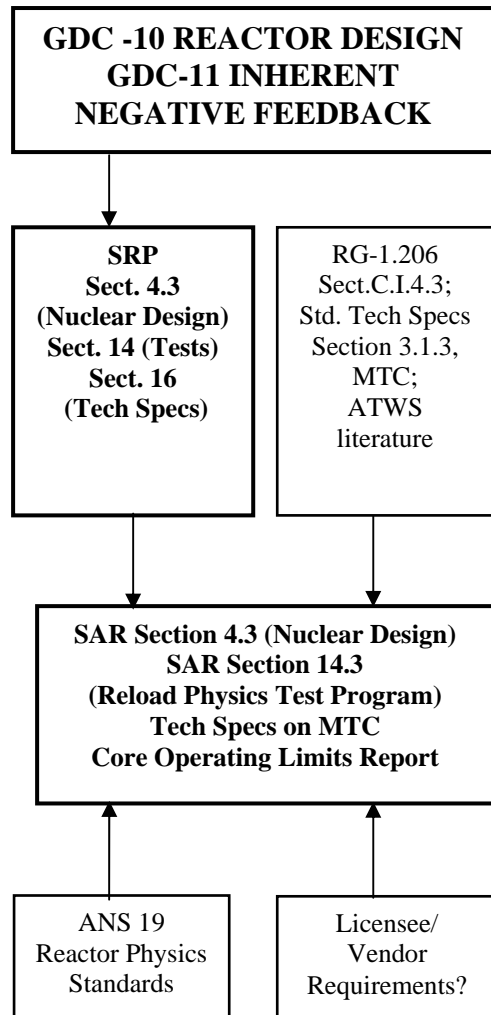 GDC -10 REACTOR DESIGN
GDC-11 INHERENT
NEGATIVE FEEDBACK
SRP
Sect. 4.3
(Nuclear Design)
Sect. 14 (Tests)
Sect. 16
(Tech Specs)
RG-1.206
Sect.C.I.4.3;
Std. Tech Specs
Section 3.1.3,
MTC;
ATWS
literature
SAR Section 4.3 (Nuclear Design)
SAR Section 14.3
(Reload Physics Test Program)
Tech Specs on MTC
Core Operating Limits Report
ANS 19
Reactor Physics
Standards
Licensee/
Vendor
Requirements?